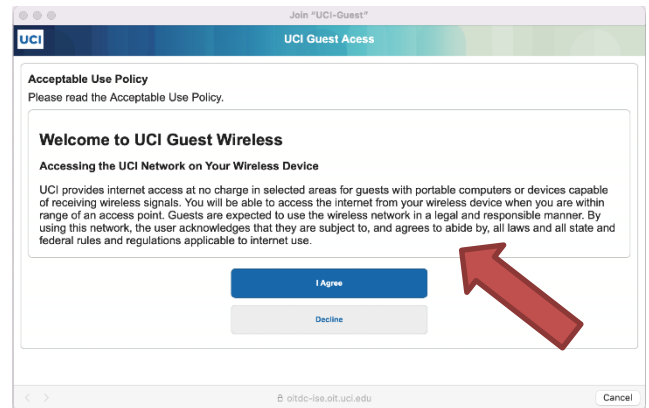 Join "UCI-Guest"
UCI
UCI Guest Acess
Acceptable Use Policy
Please read the Acceptable Use Policy.
Welcome to UCI Guest Wireless
Accessing the UCI Network on Your Wireless Device
UCI provides internet access at no charge in selected areas for guests with portable computers or devices capable
of receiving wireless signals. You will be able to access the internet from your wireless device when you are within
range of an access point. Guests are expected to use the wireless network in a legal and responsible manner. By
using this network, the user acknowledges that they are subject to, and agrees to abide by, all laws and all state and
federal rules and regulations applicable to internet use.
I Agree
Decline
oitdc-ise.oit.uci.edu
Cancel